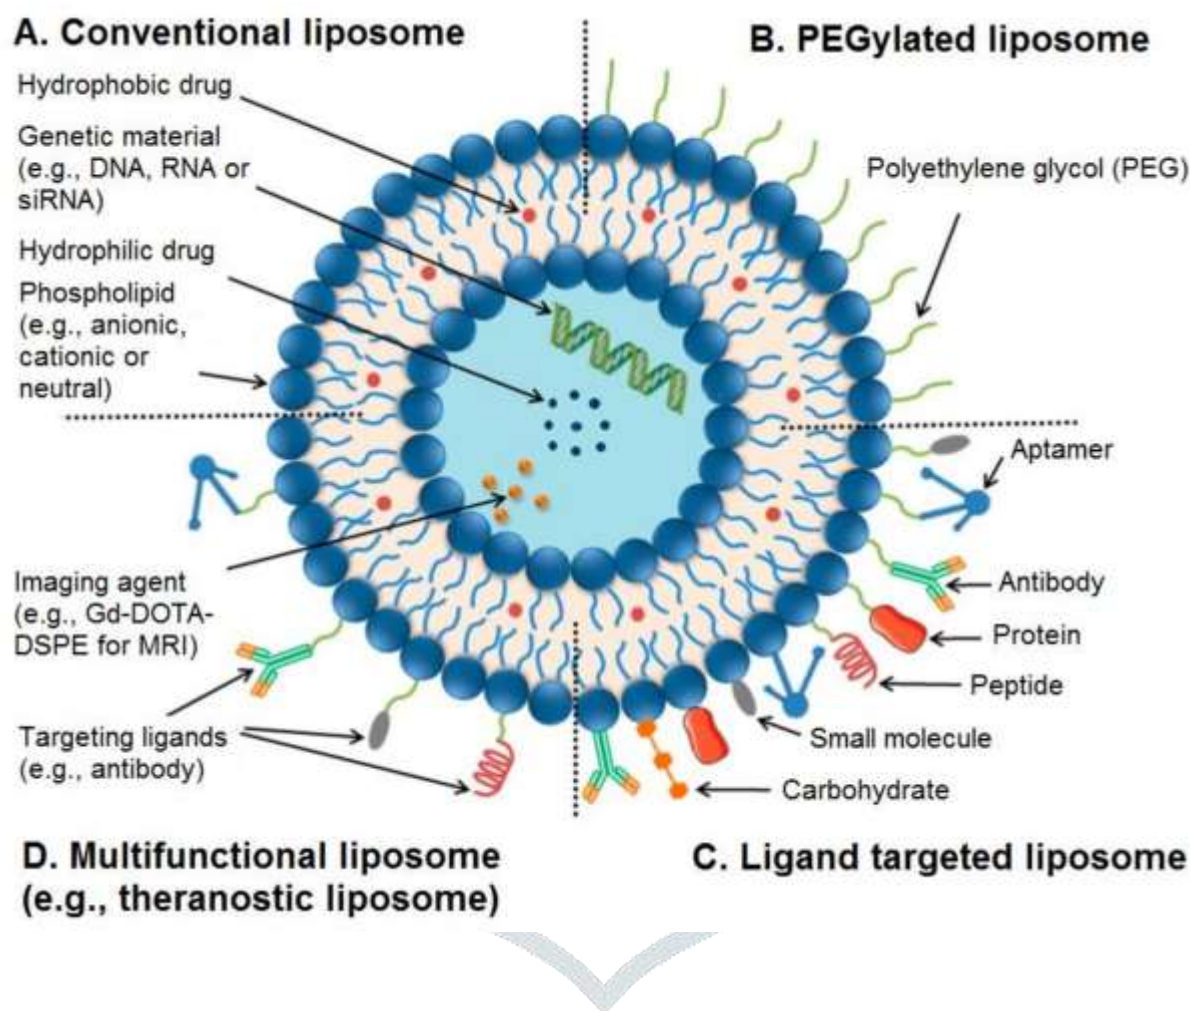 A. Conventional liposome
Hydrophobic drug
Genetic material
(e.g., DNA, RNA or
siRNA)
Hydrophilic drug
Phospholipid
(e.g., anionic,
cationic or
neutral)
B. PEGylated liposome
Polyethylene glycol (PEG)
Aptamer
Antibody
Protein
Peptide
Small molecule
Carbohydrate
Imaging agent
(e.g., Gd-DOTA-
DSPE for MRI)
Targeting ligands
(e.g., antibody)
D. Multifunctional liposome
(e.g., theranostic liposome)
C. Ligand targeted liposome